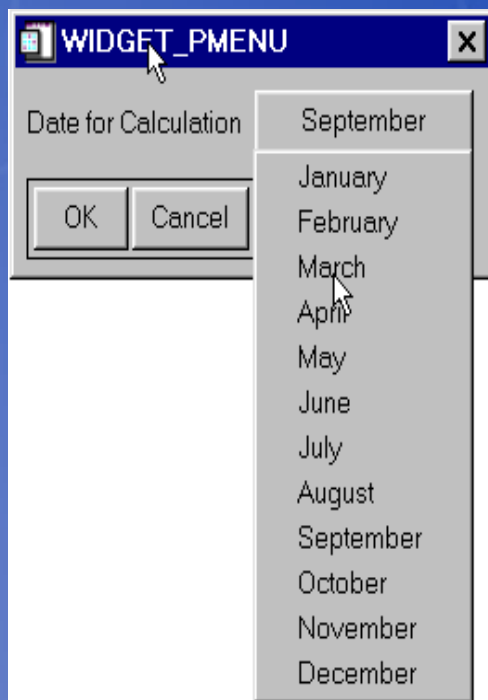 WIDGET_PMENU
Date for Calculation
September
January
February
March
April
May
June
July
August
September
October
November
December
OK
Cancel